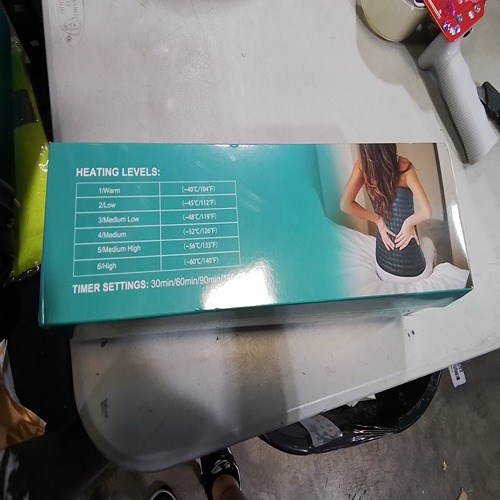 HEATING LEVELS:
1/Warm (~40℃/104℉)
2/Low (~45℃/112℉)
3/Medium Low (~48℃/119℉)
4/Medium (~52℃/126℉)
5/Medium High (~56℃/133℉)
6/High (~60℃/140℉)
TIMER SETTINGS: 30min/60min/90min/